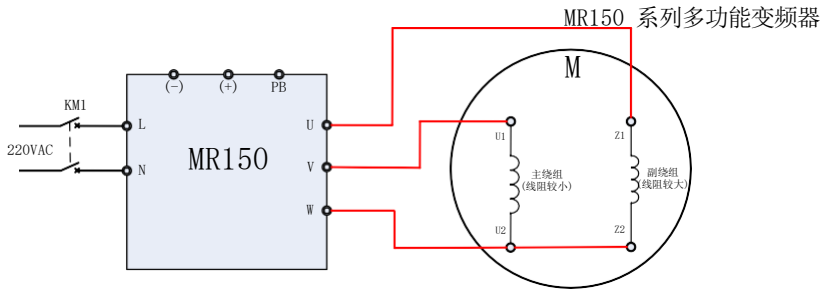 MR150 系列多功能变频器
M
(-)
(+)
PB
KM1
L
U
U1
Z1
220VAC
MR150
N
V
主绕组
(线阻较小)
副绕组
(线阻较大)
W
U2
Z2